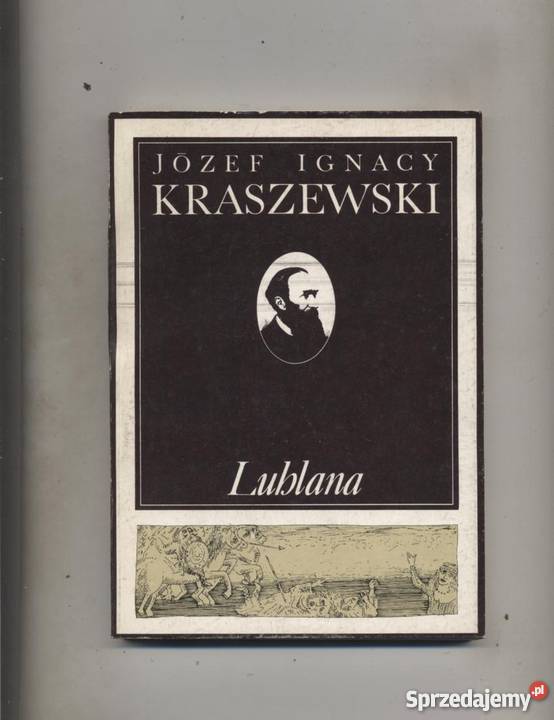 JÓZEF IGNACY
KRASZEWSKI
Lublana
Sprzedajemy.pl